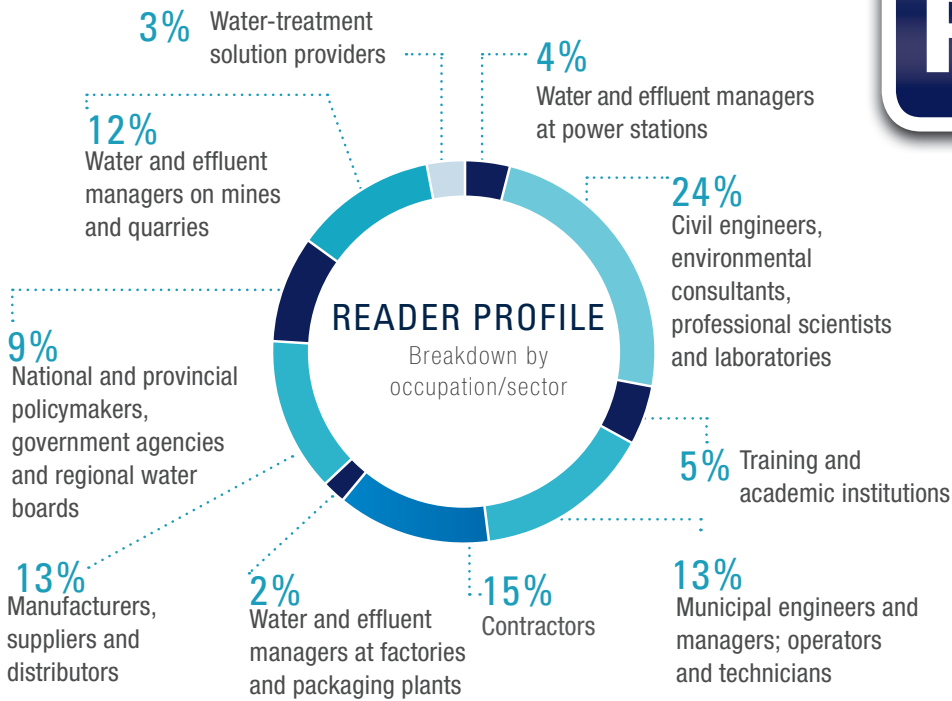 3% Water-treatment
solution providers
4%
Water and effluent managers
at power stations
12%
Water and effluent
managers on mines
and quarries
24%
Civil engineers,
environmental
consultants,
professional scientists
and laboratories
READER PROFILE
Breakdown by
occupation/sector
9%
National and provincial
policymakers,
government agencies
and regional water
boards
5% Training and
academic institutions
13%
Manufacturers,
suppliers and
distributors
2%
Water and effluent
managers at factories
and packaging plants
15%
Contractors
13%
Municipal engineers and
managers; operators
and technicians